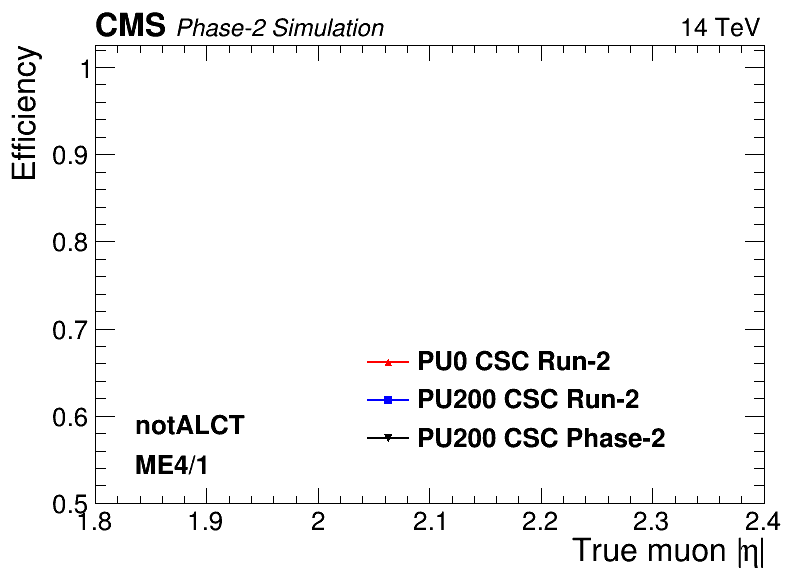 CMS Phase-2 Simulation 14 TeV
Efficiency
1
0.9
0.8
0.7
0.6
0.5
PU0 CSC Run-2
PU200 CSC Run-2
PU200 CSC Phase-2
notALCT
ME4/1
1.8 1.9 2 2.1 2.2 2.3 2.4
True muon |η|